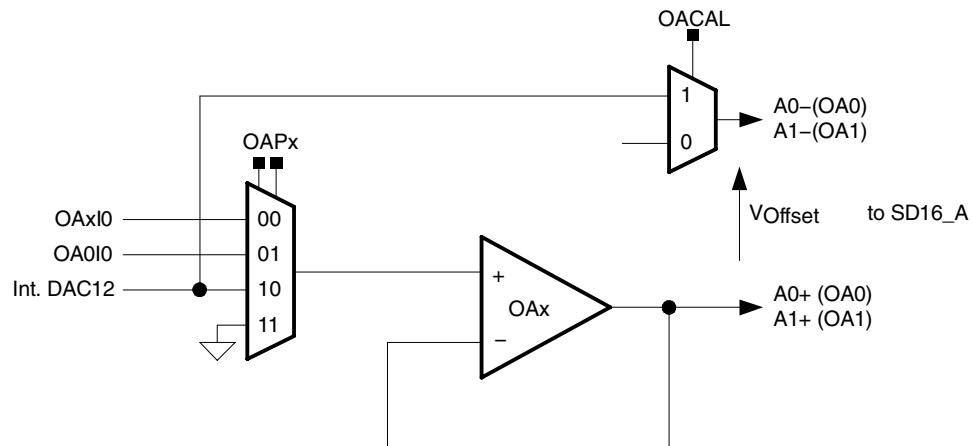 OACAL
1
0
A0−(OA0)
A1−(OA1)
OAPx
OAxI0
OA0I0
Int. DAC12
00
01
10
11
VOffset
to SD16_A
+
OAx
−
A0+ (OA0)
A1+ (OA1)